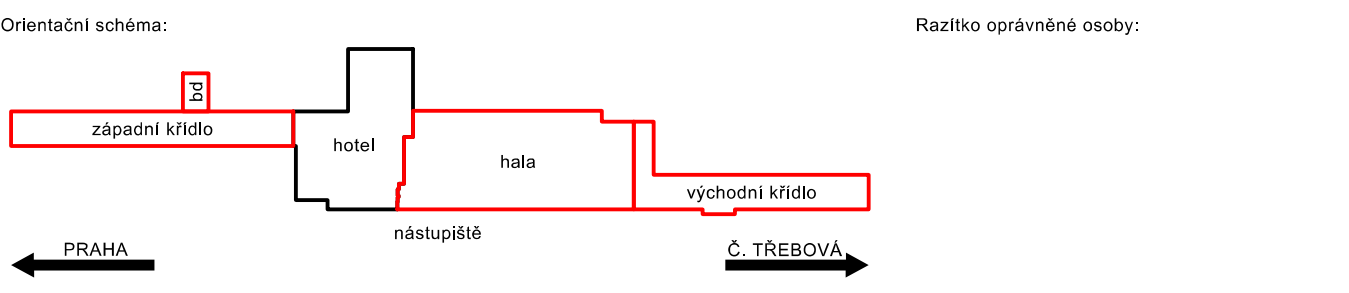 Orientační schéma:
Razítko oprávněné osoby:
bd
západní křídlo
hotel
hala
východní křídlo
nástupiště
PRAHA
Č. TŘEBOVÁ